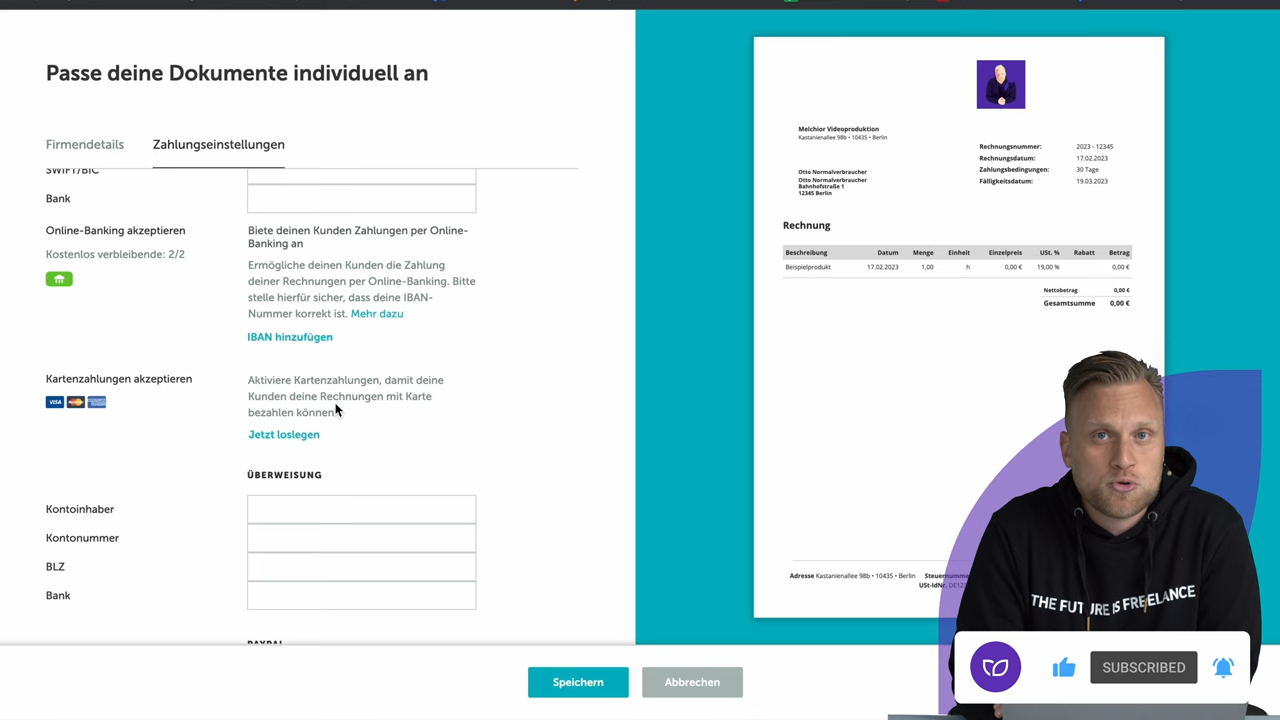 Passe deine Dokumente individuell an
Firmendetails
Zahlungseinstellungen
SWIFT/BIC
Bank
Online-Banking akzeptieren
Kostenlos verbleibende: 2/2
Biete deinen Kunden Zahlungen per Online-
Banking an
Ermögliche deinen Kunden die Zahlung
deiner Rechnungen per Online-Banking. Bitte
stelle hierfür sicher, dass deine IBAN-
Nummer korrekt ist. Mehr dazu
IBAN hinzufügen
Kartenzahlungen akzeptieren
VISA
Aktiviere Kartenzahlungen, damit deine
Kunden deine Rechnungen mit Karte
bezahlen können
Jetzt loslegen
ÜBERWEISUNG
Kontoinhaber
Kontonummer
BLZ
Bank
PAYPAL
Speichern
Abbrechen
Melchior Videoproduktion
Kastanienallee 98b • 10435 • Berlin
Rechnungsnummer: 2023 - 12345
Rechnungsdatum: 17.02.2023
Zahlungsbedingungen: 30 Tage
Fälligkeitsdatum: 19.03.2023
Otto Normalverbraucher
Otto Normalverbraucher
Bahnhofstraße 1
12345 Berlin
Rechnung
Beschreibung Datum Menge Einheit Einzelpreis USt. % Rabatt Betrag
Beispielprodukt 17.02.2023 1,00 h 0,00 € 19,00 % 0,00 €
Nettobetrag 0,00 €
Gesamtsumme 0,00 €
Adresse Kastanienallee 98b • 10435 • Berlin Steuernumme
USt-IdNr.
THE FUTURE IS FREELANCE
SUBSCRIBED